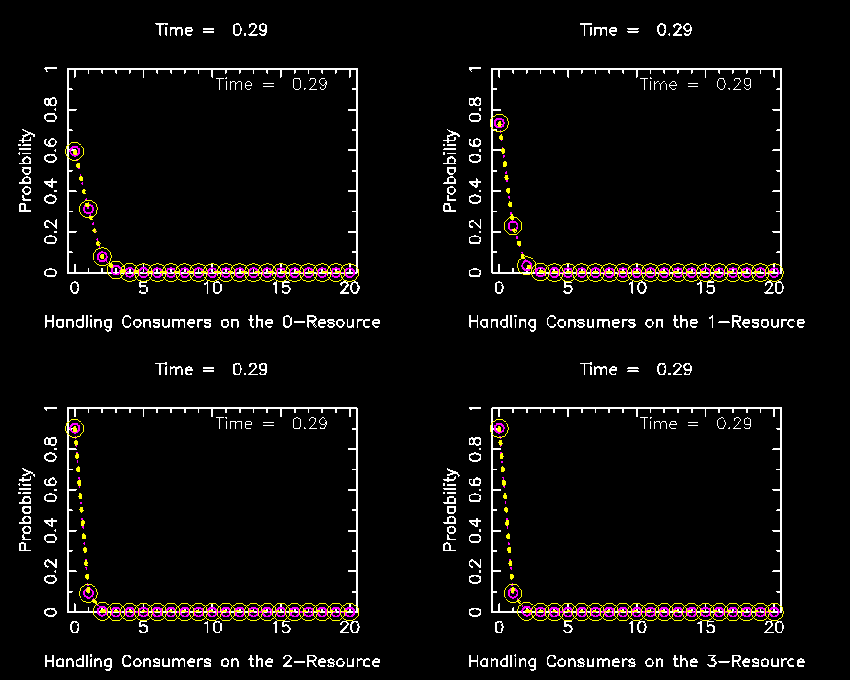 Time = 0.29
Time = 0.29
1
0.8
0.6
0.4
0.2
0
Probability
0 5 10 15 20
Handling Consumers on the 0-Resource
Time = 0.29
Time = 0.29
1
0.8
0.6
0.4
0.2
0
Probability
0 5 10 15 20
Handling Consumers on the 1-Resource
Time = 0.29
Time = 0.29
1
0.8
0.6
0.4
0.2
0
Probability
0 5 10 15 20
Handling Consumers on the 2-Resource
Time = 0.29
Time = 0.29
1
0.8
0.6
0.4
0.2
0
Probability
0 5 10 15 20
Handling Consumers on the 3-Resource